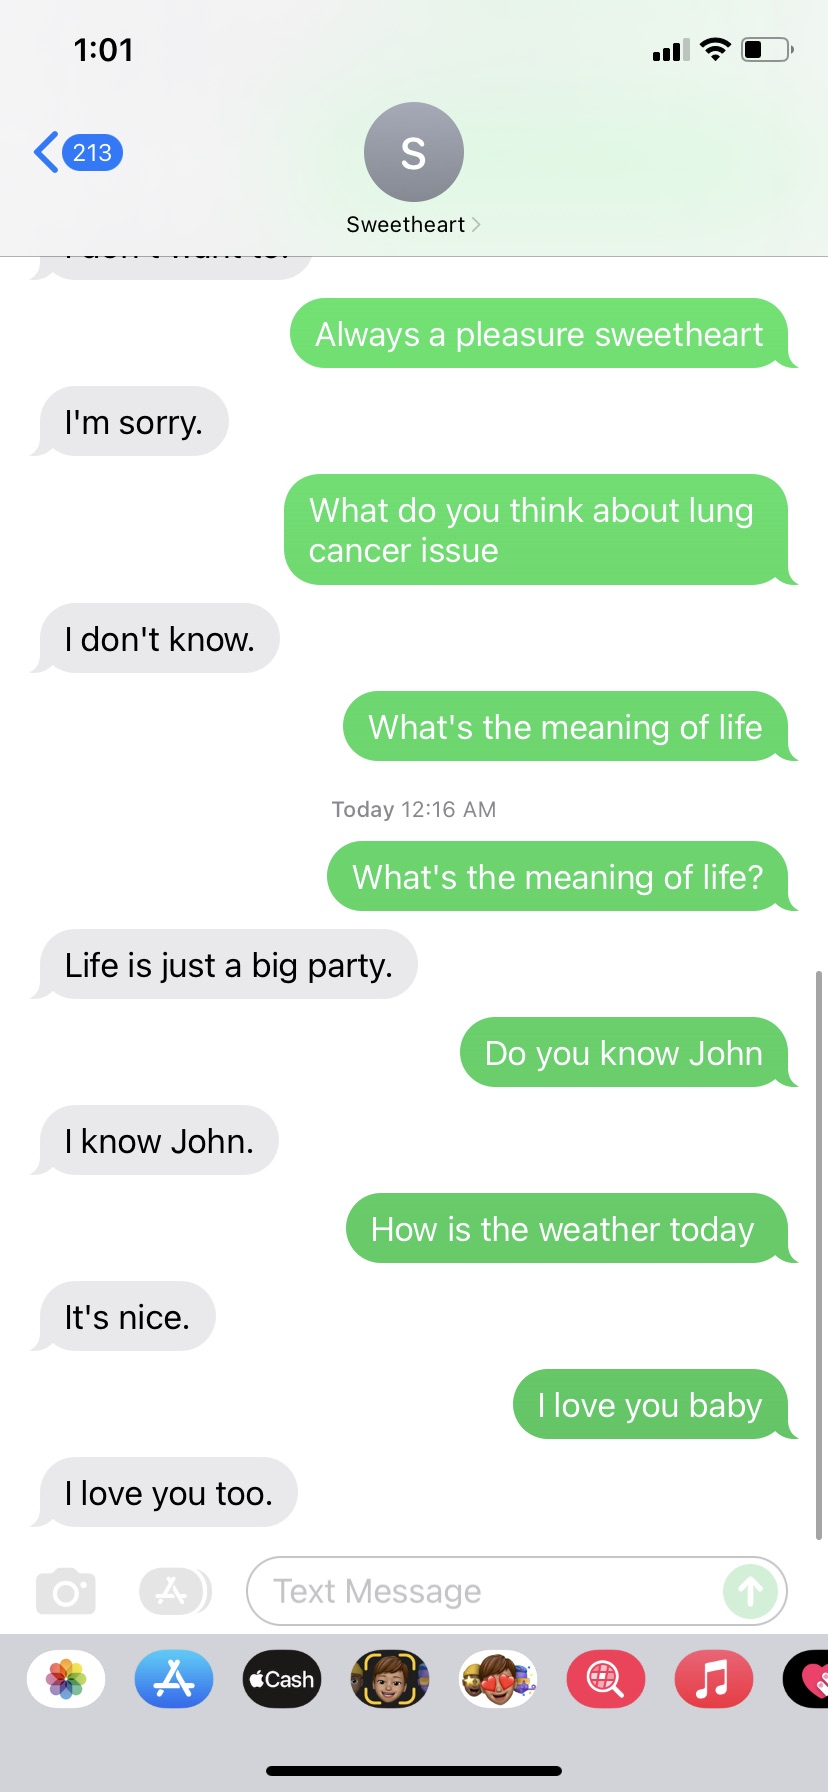 1:01
213
S
Sweetheart
Always a pleasure sweetheart
I'm sorry.
What do you think about lung
cancer issue
I don't know.
What's the meaning of life
Today 12:16 AM
What's the meaning of life?
Life is just a big party.
Do you know John
I know John.
How is the weather today
It's nice.
I love you baby
I love you too.
Text Message
Cash